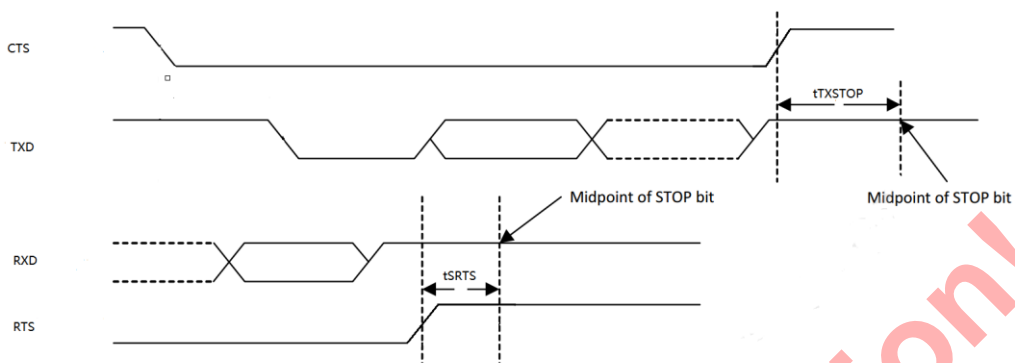 CTS
tTXSTOP
TXD
Midpoint of STOP bit
Midpoint of STOP bit
RXD
tSRTS
RTS